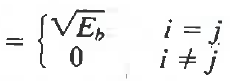 = { √E_b i = j
0 i ≠ j